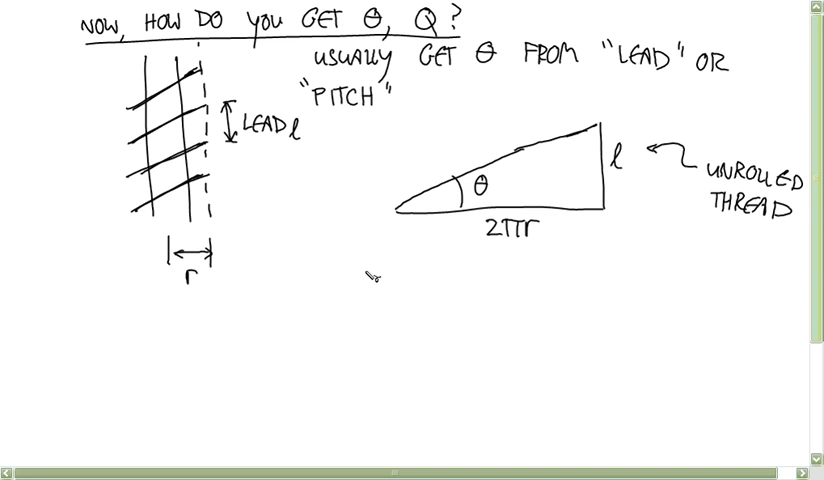 NOW, HOW DO YOU GET θ, Q?
USUALLY GET θ FROM "LEAD" OR
"PITCH"
LEAD l
θ
l
UNROLLED
THREAD
2πr
r